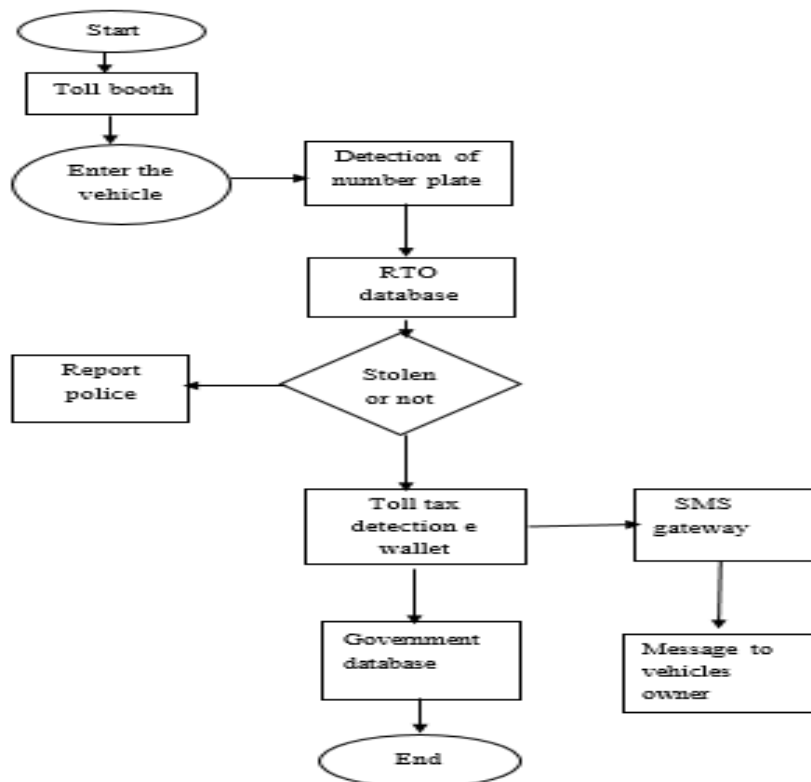 Start
Toll booth
Enter the
vehicle
Detection of
number plate
RTO
database
Stolen
or not
Report
police
Toll tax
detection e
wallet
SMS
gateway
Government
database
Message to
vehicles
owner
End